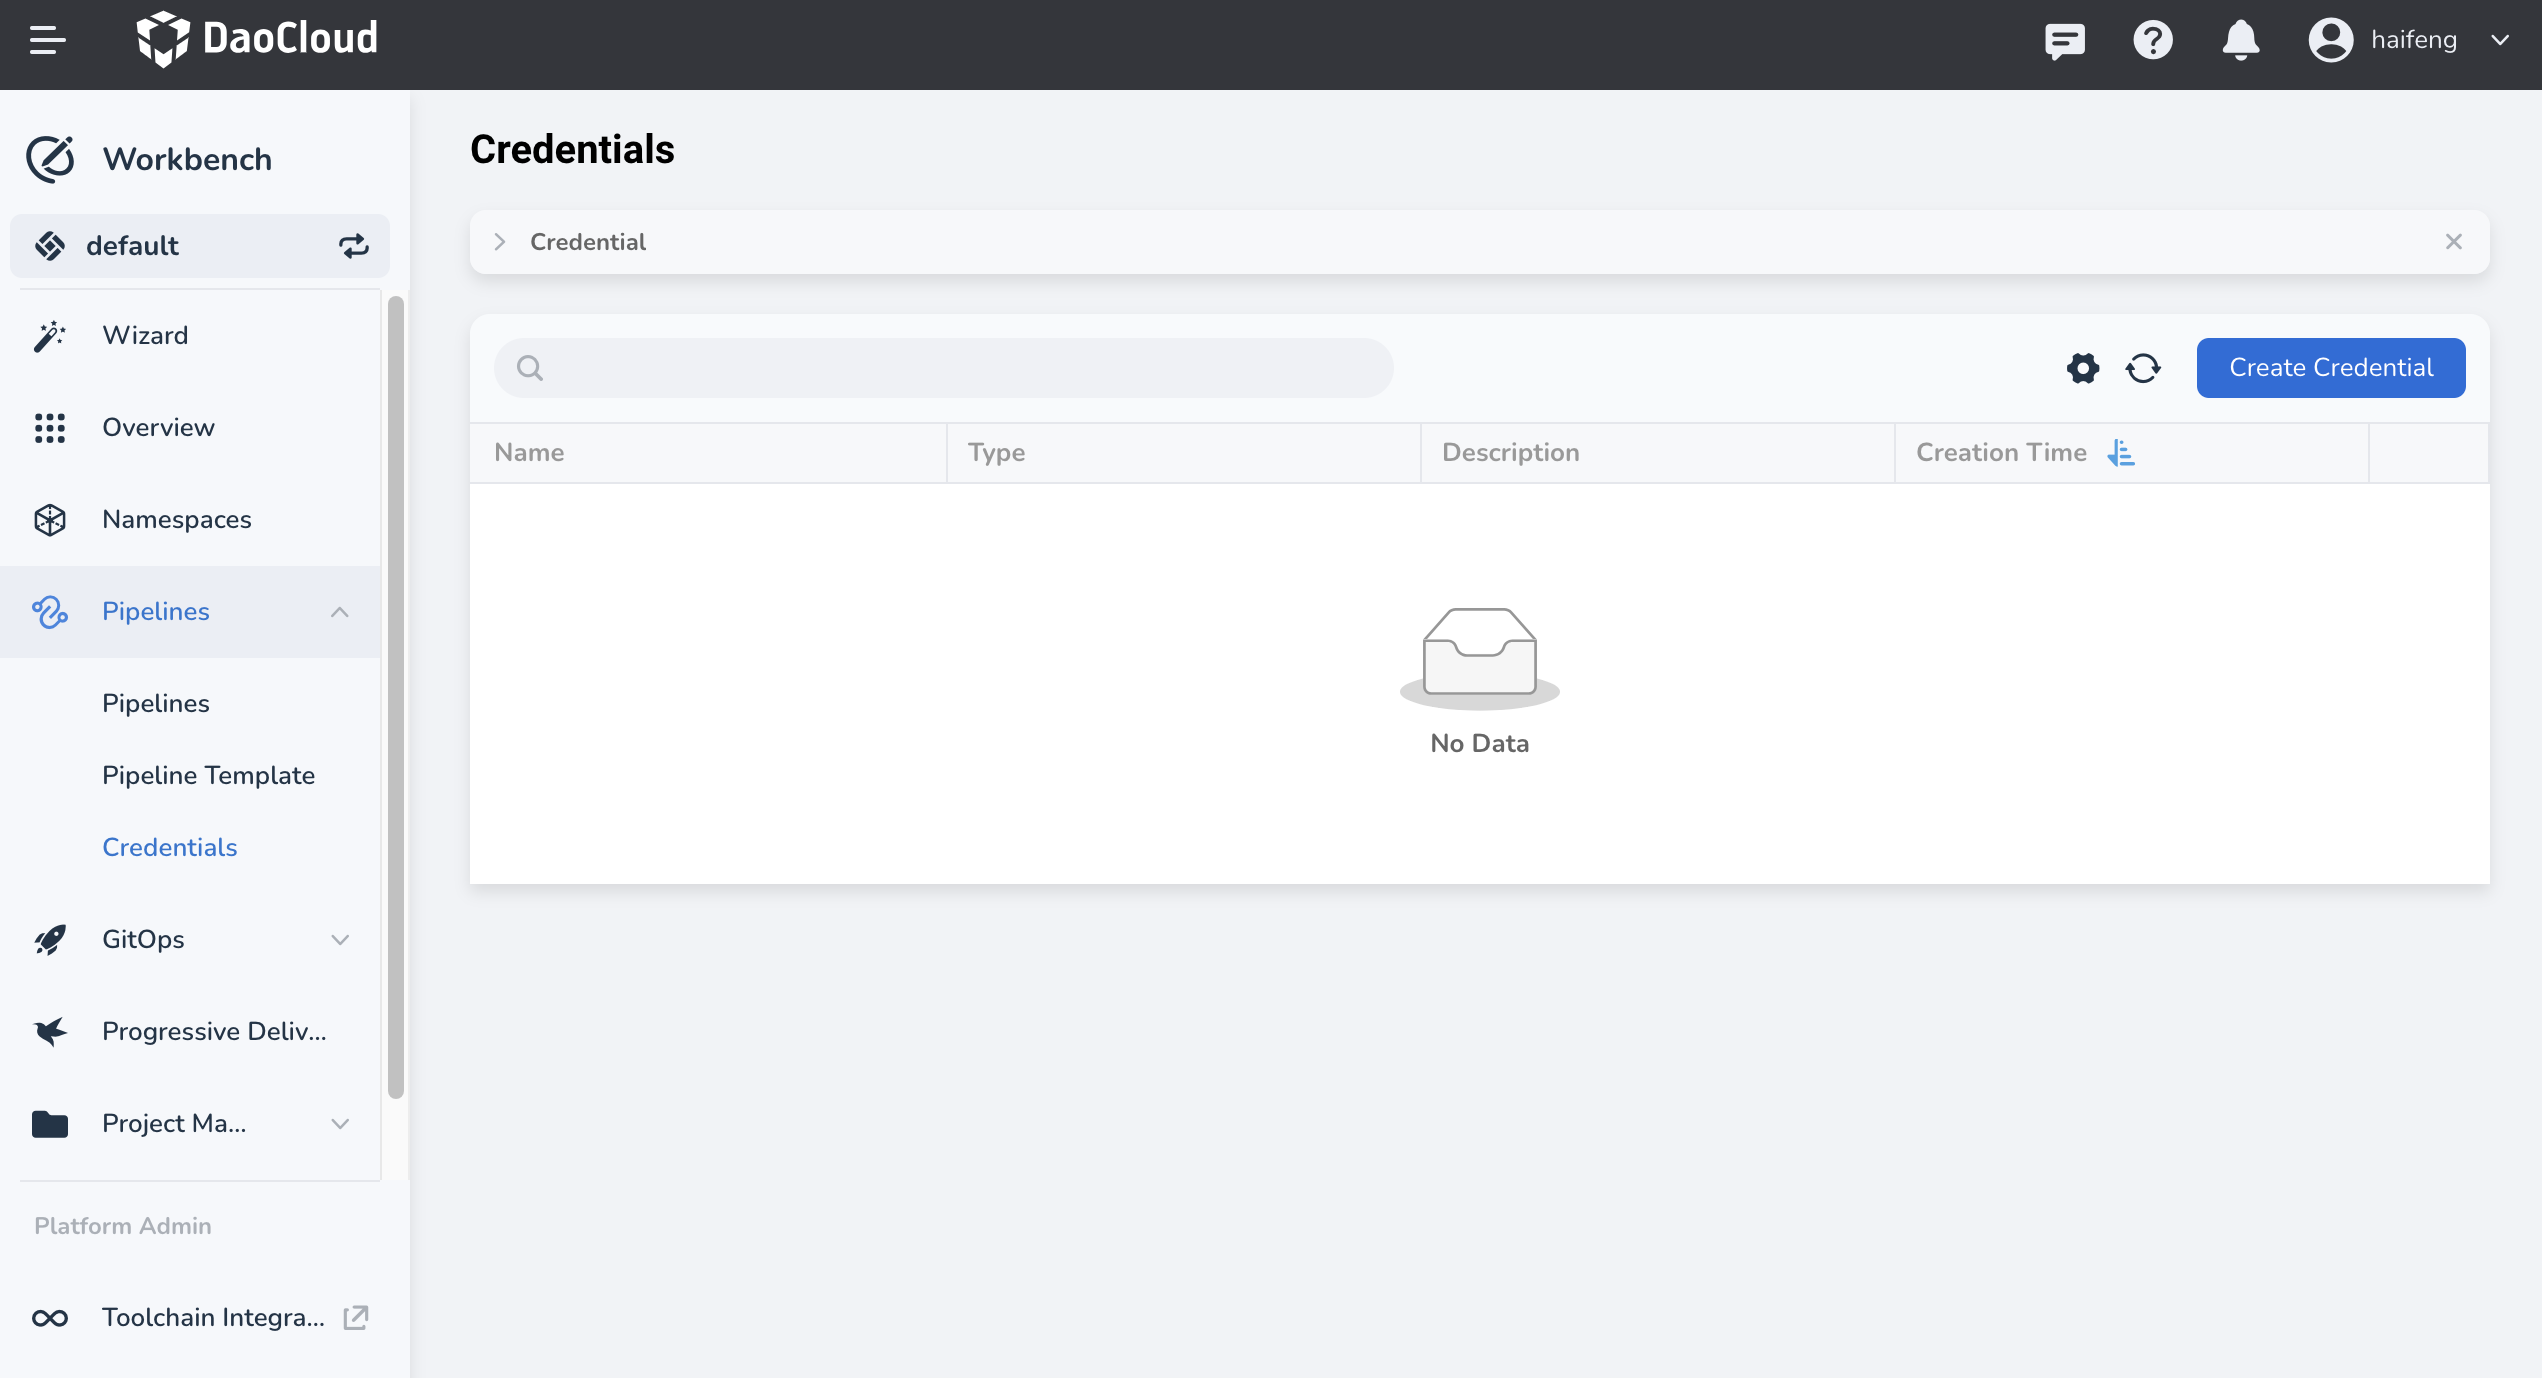 DaoCloud
haifeng
Workbench
default
Wizard
Overview
Namespaces
Pipelines
Pipelines
Pipeline Template
Credentials
GitOps
Progressive Deliv...
Project Ma...
Platform Admin
Toolchain Integra...
Credentials
Credential
Create Credential
Name Type Description Creation Time
No Data